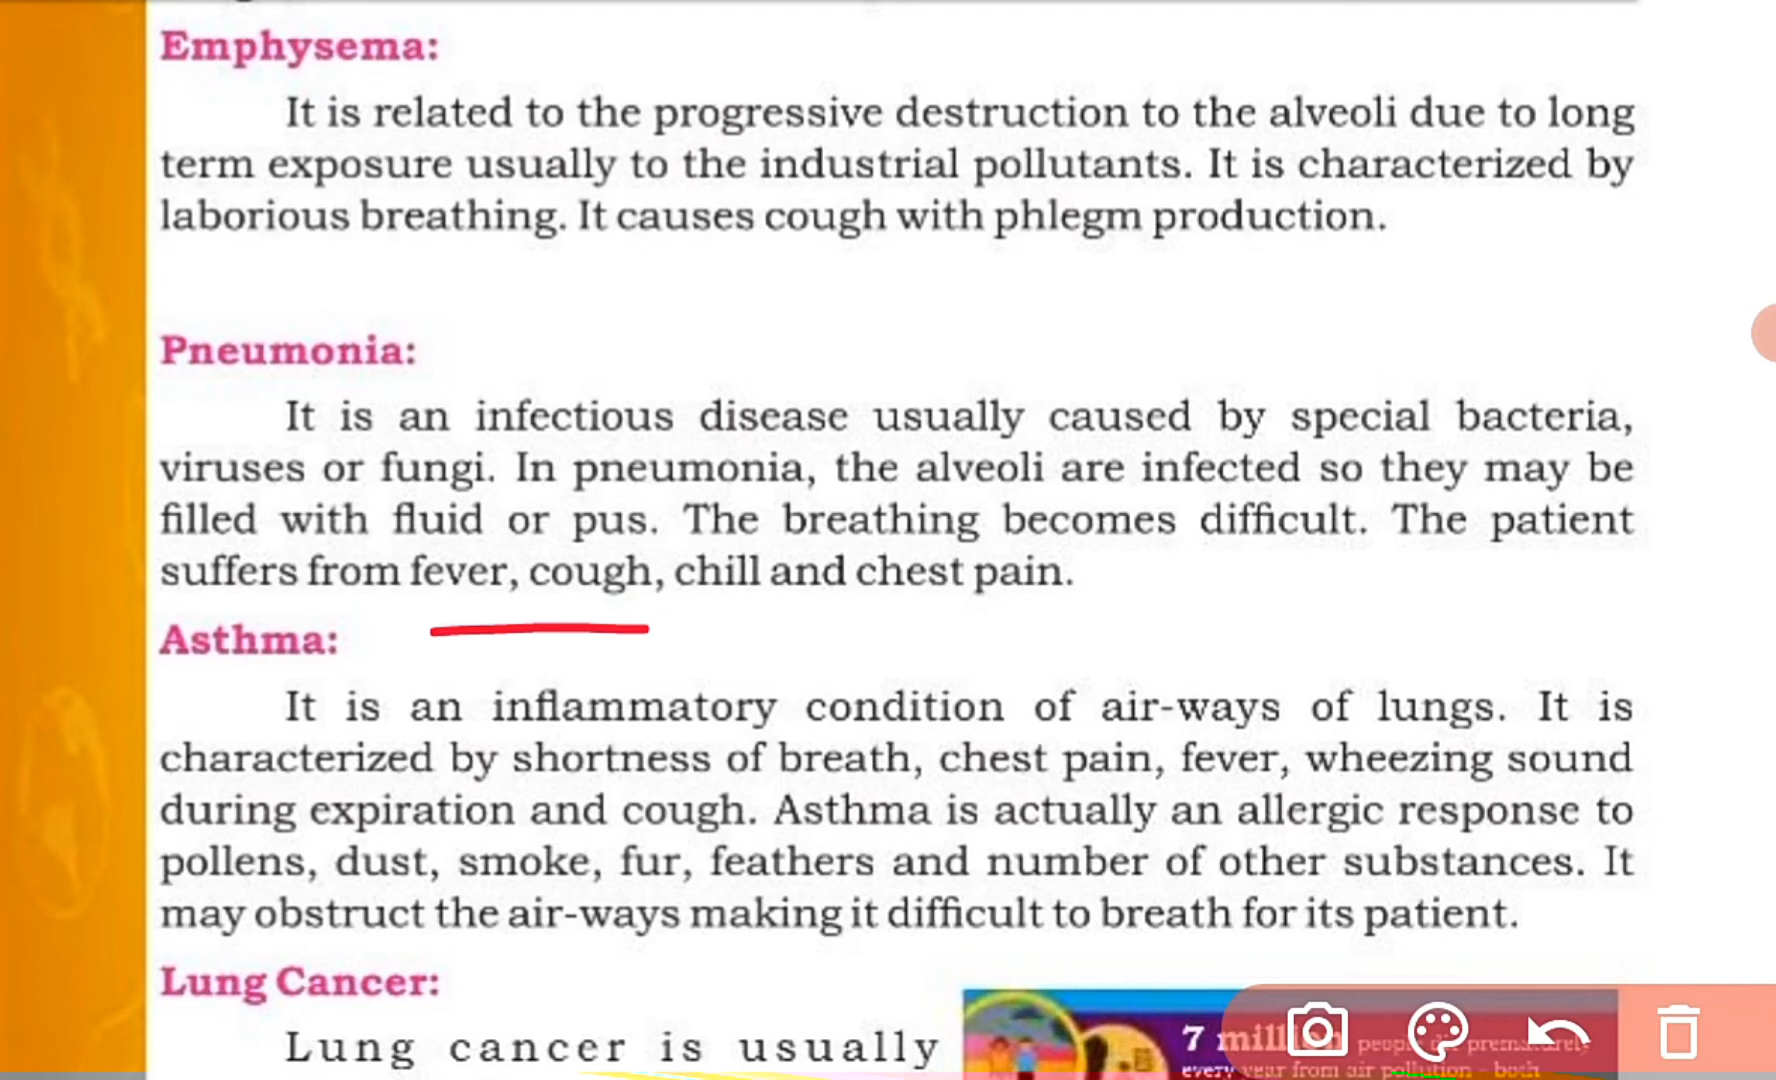 Emphysema:
It is related to the progressive destruction to the alveoli due to long
term exposure usually to the industrial pollutants. It is characterized by
laborious breathing. It causes cough with phlegm production.
Pneumonia:
It is an infectious disease usually caused by special bacteria,
viruses or fungi. In pneumonia, the alveoli are infected so they may be
filled with fluid or pus. The breathing becomes difficult. The patient
suffers from fever, cough, chill and chest pain.
Asthma:
It is an inflammatory condition of air-ways of lungs. It is
characterized by shortness of breath, chest pain, fever, wheezing sound
during expiration and cough. Asthma is actually an allergic response to
pollens, dust, smoke, fur, feathers and number of other substances. It
may obstruct the air-ways making it difficult to breath for its patient.
Lung Cancer:
Lung cancer is usually
7 million people die prematurely
every year from air pollution - both